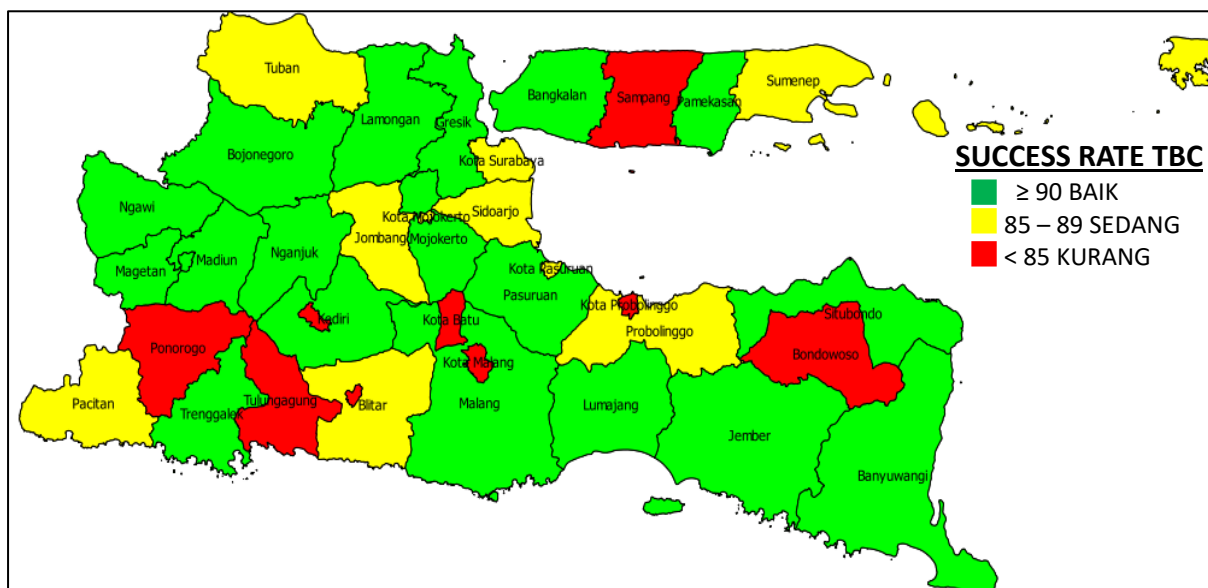 Tuban
Sumenep
Bangkalan
Sampang
Pamekasan
Lamongan
Gresik
Bojonegoro
Kota Surabaya
SUCCESS RATE TBC
≥ 90 BAIK
85 – 89 SEDANG
< 85 KURANG
Ngawi
Kota Mojokerto
Sidoarjo
Jombang
Mojokerto
Nganjuk
Madiun
Magetan
Kota Pasuruan
Pasuruan
Kota Probolinggo
Kediri
Kota Batu
Situbondo
Probolinggo
Ponorogo
Bondowoso
Kota Malang
Pacitan
Tulungagung
Blitar
Malang
Lumajang
Trenggalek
Jember
Banyuwangi